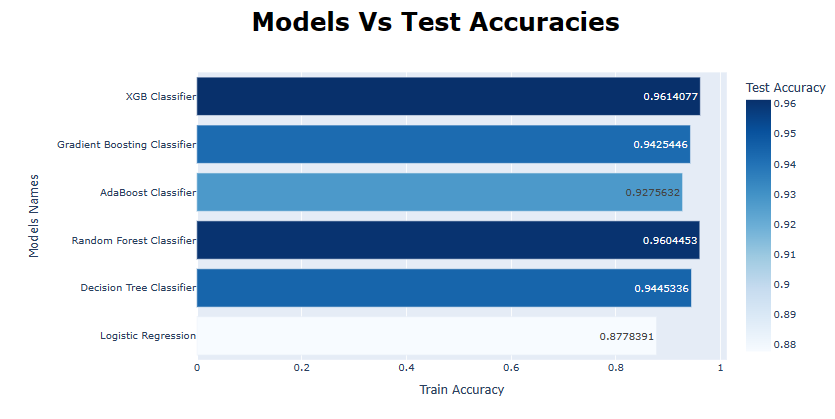 Models Vs Test Accuracies
Models Names
XGB Classifier
0.9614077
Gradient Boosting Classifier
0.9425446
AdaBoost Classifier
0.9275632
Random Forest Classifier
0.9604453
Decision Tree Classifier
0.9445336
Logistic Regression
0.8778391
0
0.2
0.4
0.6
0.8
1
Train Accuracy
Test Accuracy
0.96
0.95
0.94
0.93
0.92
0.91
0.9
0.89
0.88